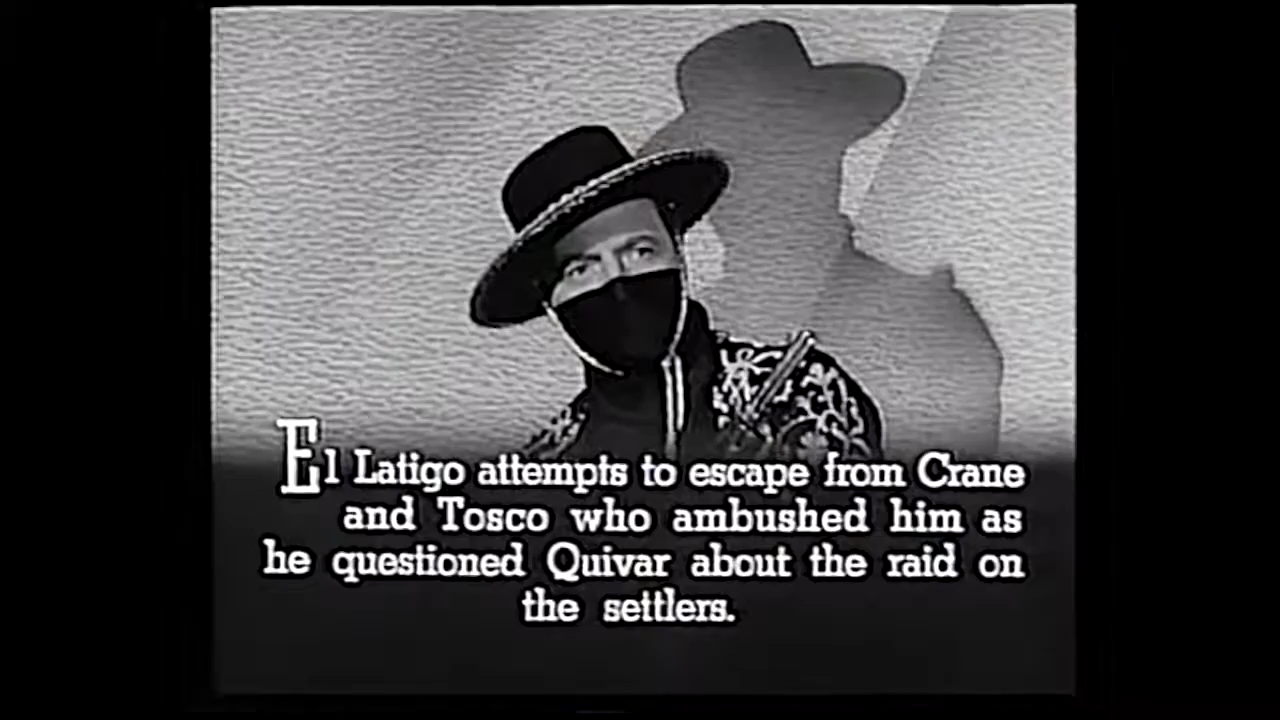 El Latigo attempts to escape from Crane
and Tosco who ambushed him as
he questioned Quivar about the raid on
the settlers.